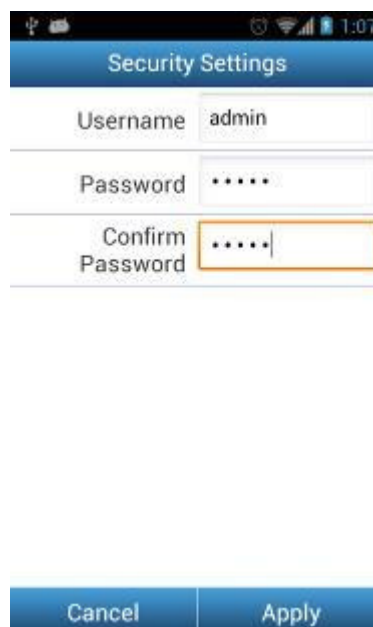 1:07
Security Settings
Username admin
Password •••••
Confirm
Password •••••
Cancel Apply